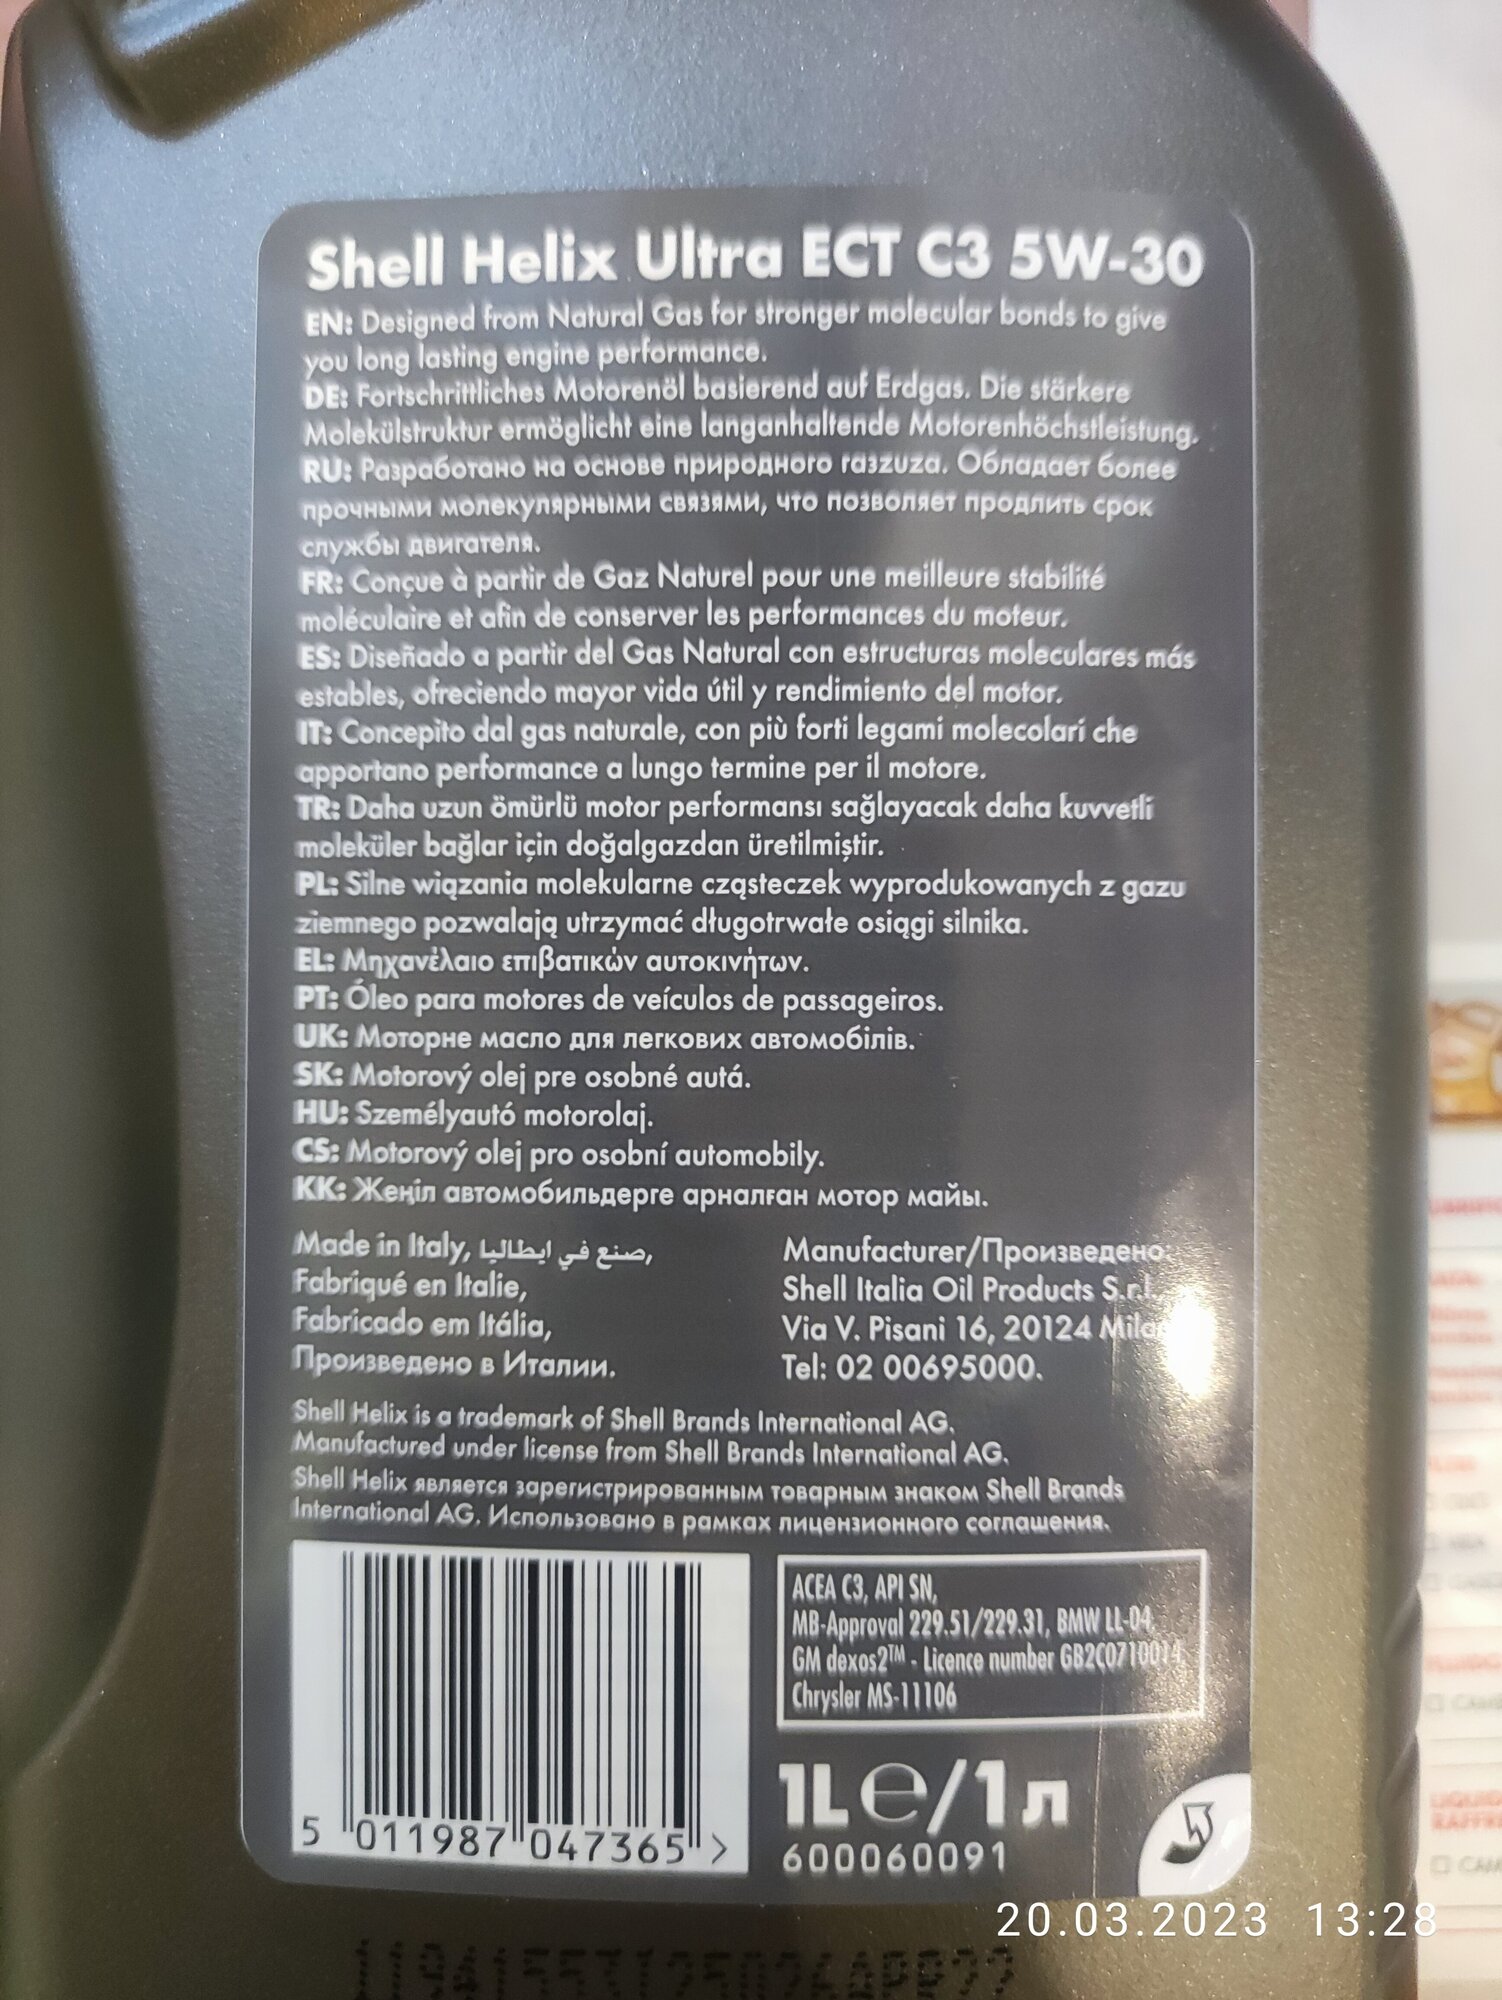 Shell Helix Ultra ECT C3 5W-30
EN: Designed from Natural Gas for stronger molecular bonds to give
you long lasting engine performance.
DE: Fortschrittliches Motorenöl basierend auf Erdgas. Die stärkere
Molekülstruktur ermöglicht eine langanhaltende Motorenhöchstleistung.
RU: Разработано на основе природного газzuza. Обладает более
прочными молекулярными связями, что позволяет продлить срок
службы двигателя.
FR: Conçue à partir de Gaz Naturel pour une meilleure stabilité
moléculaire et afin de conserver les performances du moteur.
ES: Diseñado a partir del Gas Natural con estructuras moleculares más
estables, ofreciendo mayor vida útil y rendimiento del motor.
IT: Concepito dal gas naturale, con più forti legami molecolari che
apportano performance a lungo termine per il motore.
TR: Daha uzun ömürlü motor performansı sağlayacak daha kuvvetli
moleküler bağlar için doğalgazdan üretilmiştir.
PL: Silne wiązania molekularne cząsteczek wyprodukowanych z gazu
ziemnego pozwalają utrzymać długotrwałe osiągi silnika.
EL: Μηχανέλαιο επιβατικών αυτοκινήτων.
PT: Óleo para motores de veículos de passageiros.
UK: Моторне масло для легкових автомобілів.
SK: Motorový olej pre osobné autá.
HU: Személyautó motorolaj.
CS: Motorový olej pro osobní automobily.
KK: Жеңіл автомобильдерге арналған мотор майы.
Made in Italy, صنع في ايطاليا,
Fabriqué en Italie,
Fabricado em Itália,
Произведено в Италии.
Manufacturer/Произведено:
Shell Italia Oil Products S.r.l.
Via V. Pisani 16, 20124
Tel: 02 00695000.
Shell Helix is a trademark of Shell Brands International AG.
Manufactured under license from Shell Brands International AG.
Shell Helix является зарегистрированным товарным знаком Shell Brands
International AG. Использовано в рамках лицензионного соглашения.
ACEA C3, API SN,
MB-Approval 229.51/229.31, BMW LL-04
GM dexos2™ - Licence number GB2C0710014
Chrysler MS-11106
5 011987 047365 >
1L ℮/1 л
600060091
20.03.2023 13:28